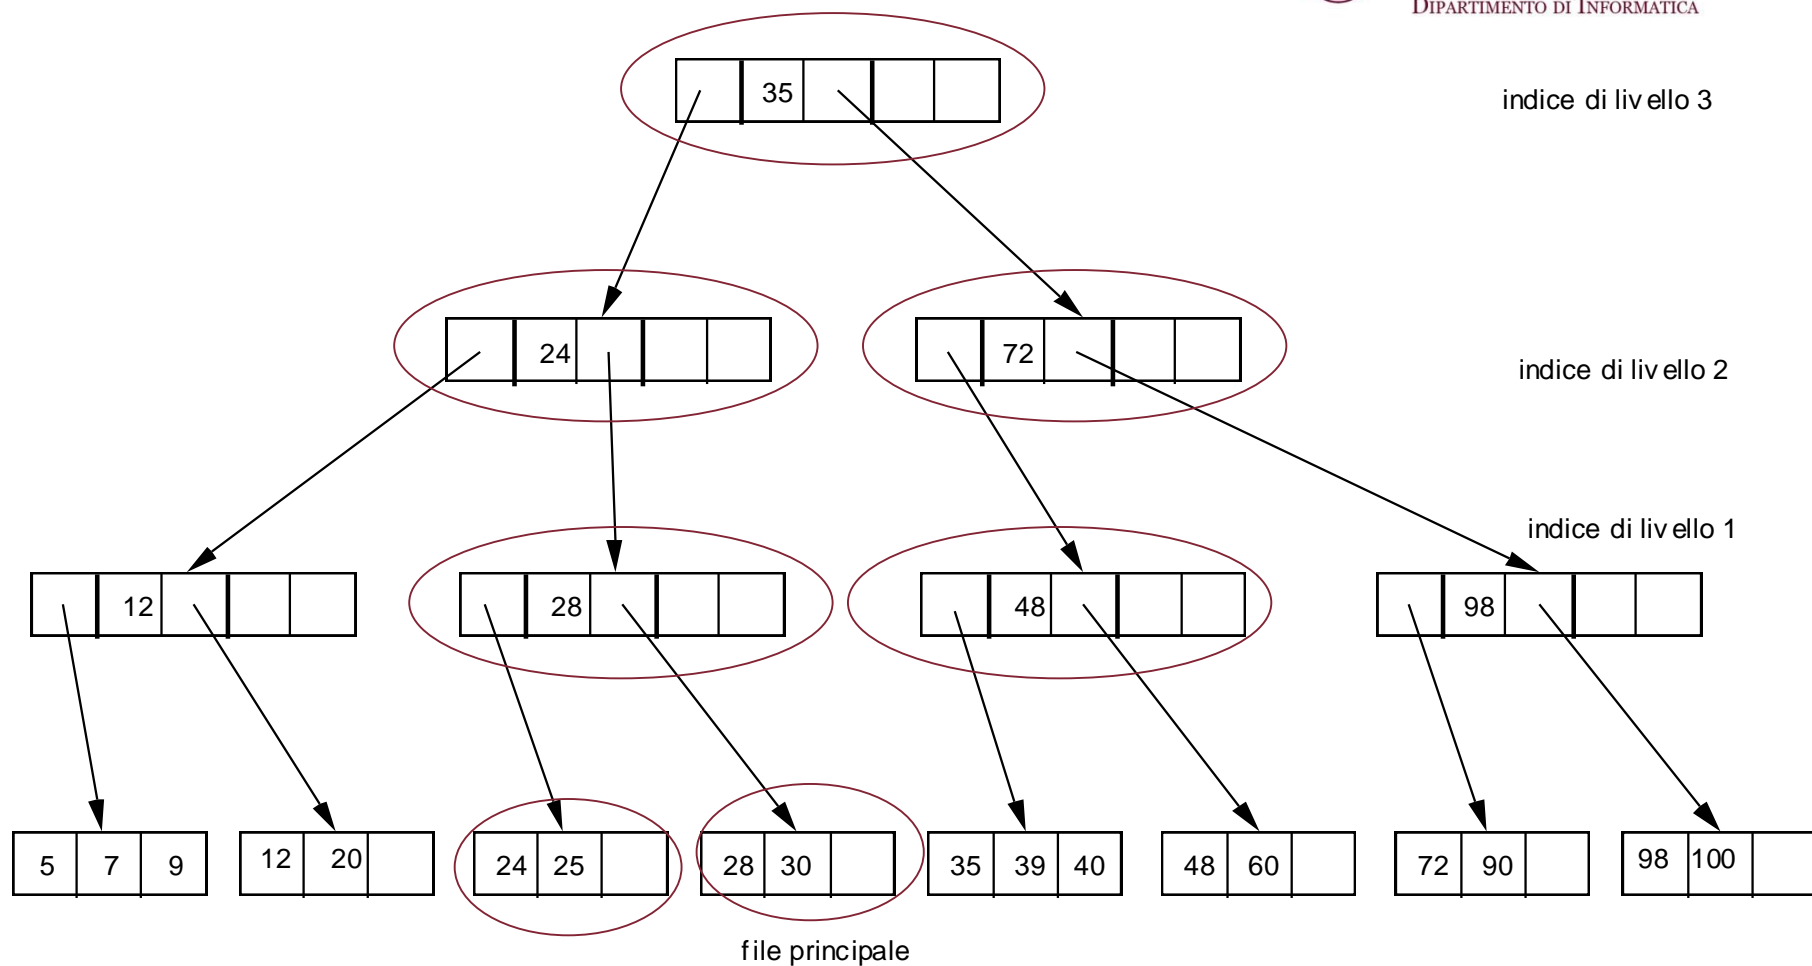 DIPARTIMENTO DI INFORMATICA
35
indice di livello 3
24
72
indice di livello 2
indice di livello 1
12
28
48
98
5 7 9
12 20
24 25
28 30
35 39 40
48 60
72 90
98 100
file principale